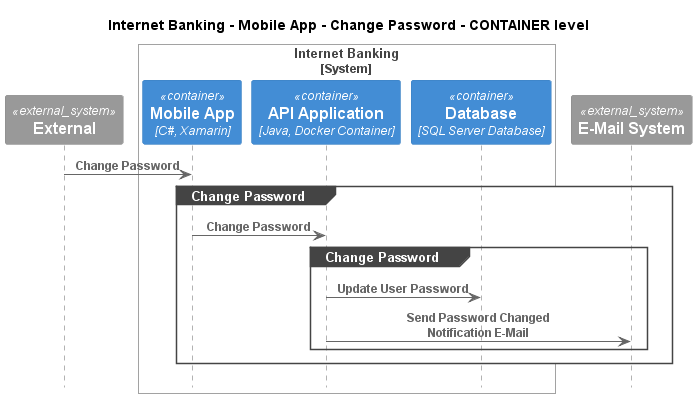 Internet Banking - Mobile App - Change Password - CONTAINER level
Internet Banking
[System]
«external_system»
External
«container»
Mobile App
[C#, Xamarin]
«container»
API Application
[Java, Docker Container]
«container»
Database
[SQL Server Database]
«external_system»
E-Mail System
Change Password
Change Password
Change Password
Change Password
Update User Password
Send Password Changed
Notification E-Mail